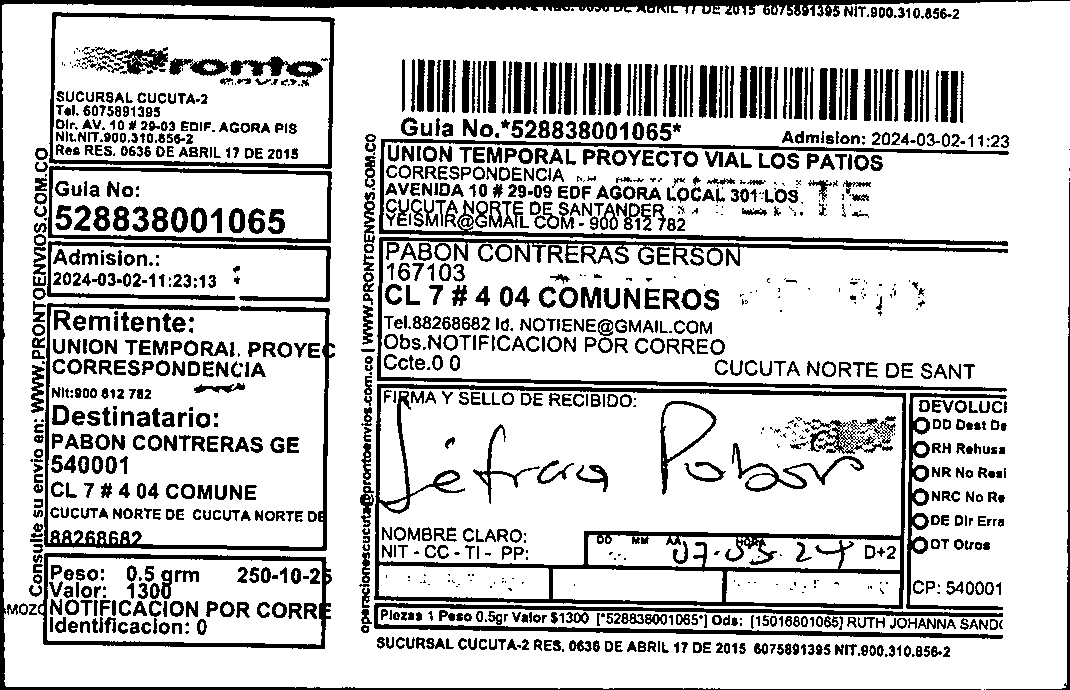 SUCURSAL CUCUTA-2 RES. 0636 DE ABRIL 17 DE 2015 6075891395 NIT.900.310.856-2
Pronto
ENVIOS
SUCURSAL CUCUTA-2
Tel. 6075891395
Dir. AV. 10 # 29-03 EDIF. AGORA PIS
Nit.NIT.900.310.856-2
Res RES. 0636 DE ABRIL 17 DE 2015
Consulte su envio en: WWW.PRONTOENVIOS.COM.CO
Guia No:
528838001065
Admision.:
2024-03-02-11:23:13
Remitente:
UNION TEMPORAL PROYEC
CORRESPONDENCIA
Nit:900 812 782
Destinatario:
PABON CONTRERAS GE
540001
CL 7 # 4 04 COMUNE
CUCUTA NORTE DE CUCUTA NORTE DE
88268682
Peso: 0.5 grm 250-10-25
Valor: 1300
AMOZO
NOTIFICACION POR CORRE
Identificacion: 0
operacionescucuta@prontoenvios.com.co | WWW.PRONTOENVIOS.COM.CO
Guia No.*528838001065*
Admision: 2024-03-02-11:23
UNION TEMPORAL PROYECTO VIAL LOS PATIOS
CORRESPONDENCIA
AVENIDA 10 # 29-09 EDF AGORA LOCAL 301 LOS
CUCUTA NORTE DE SANTANDER
YEISMIR@GMAIL COM - 900 812 782
PABON CONTRERAS GERSON
167103
CL 7 # 4 04 COMUNEROS
Tel.88268682 Id. NOTIENE@GMAIL.COM
Obs.NOTIFICACION POR CORREO
Ccte.0 0
CUCUTA NORTE DE SANT
FIRMA Y SELLO DE RECIBIDO:
Pabon
NOMBRE CLARO:
NIT - CC - TI - PP:
DD MM AA HORA
07-03-24 D+2
DEVOLUCI
DD Dest De
RH Rehusa
NR No Resi
NRC No Re
DE Dir Erra
OT Otros
CP: 540001
Piezas 1 Peso 0.5gr Valor $1300 [*528838001065*] Ods: [15016801065] RUTH JOHANNA SANDO
SUCURSAL CUCUTA-2 RES. 0636 DE ABRIL 17 DE 2015 6075891395 NIT.900.310.856-2